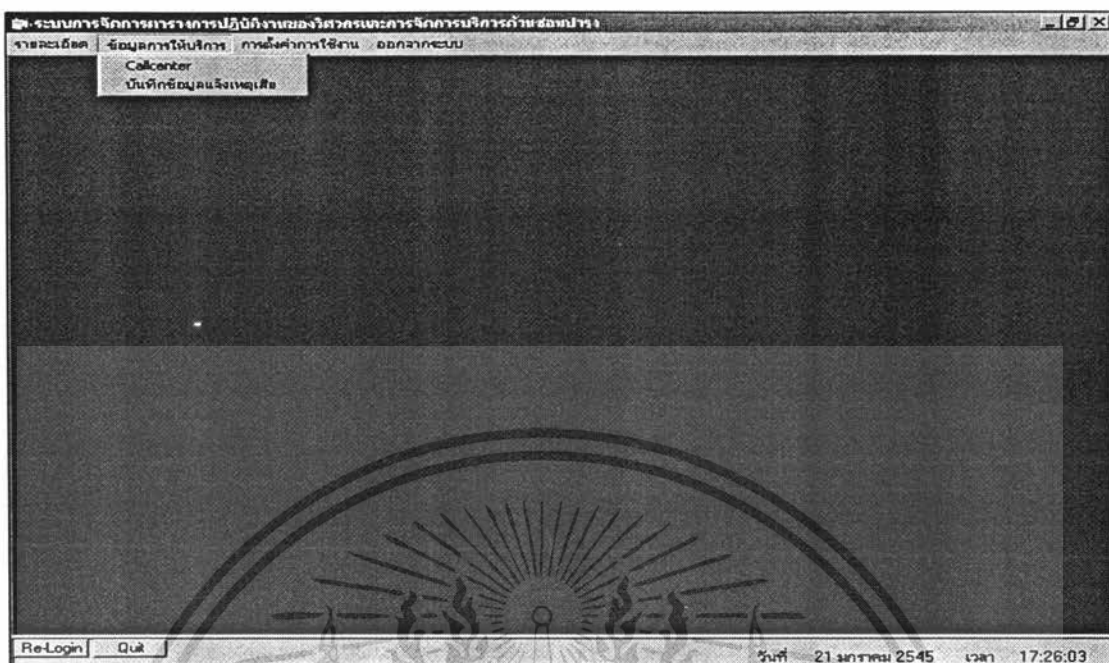 ระบบการจัดการตารางการปฏิบัติงานของวิศวกรและการจัดการบริการด้านซ่อมบำรุง
รายละเอียด ข้อมูลการให้บริการ การตั้งค่าการใช้งาน ออกจากระบบ
Callcenter
บันทึกข้อมูลแจ้งเหตุเสีย
Re-Login Quit วันที่ 21 มกราคม 2545 เวลา 17:26:03